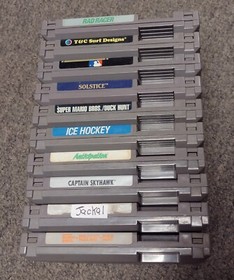 RAD RACER
T&C Surf Designs
SOLSTICE
SUPER MARIO BROS./DUCK HUNT
ICE HOCKEY
Anticipation
CAPTAIN SKYHAWK
Jackal